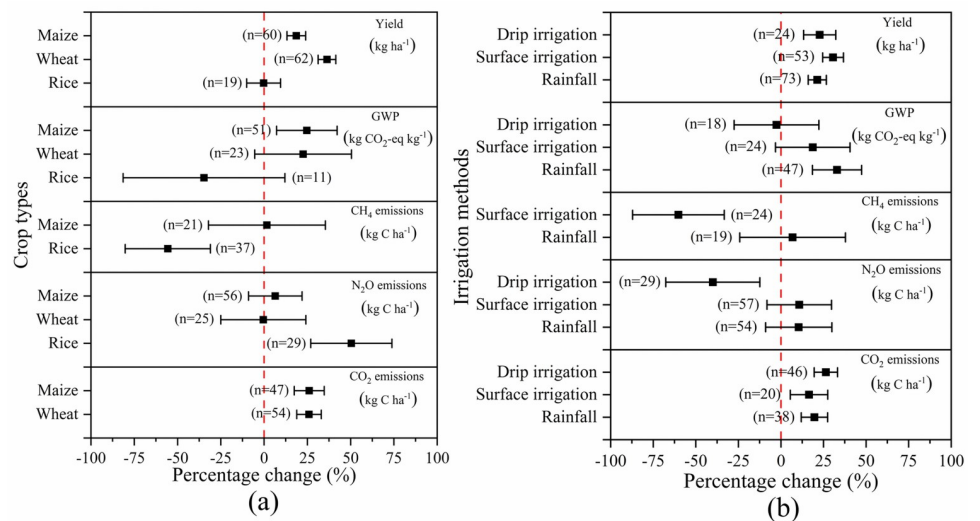 Yield
(kg ha⁻¹)
Maize
(n=60)
Wheat
(n=62)
Rice
(n=19)
GWP
(kg CO₂-eq kg⁻¹)
Maize
(n=51)
Wheat
(n=23)
Rice
(n=11)
CH₄ emissions
(kg C ha⁻¹)
Maize
(n=21)
Rice
(n=37)
N₂O emissions
(kg C ha⁻¹)
Maize
(n=56)
Wheat
(n=25)
Rice
(n=29)
CO₂ emissions
(kg C ha⁻¹)
Maize
(n=47)
Wheat
(n=54)
Crop types
-100 -75 -50 -25 0 25 50 75 100
Percentage change (%)
(a)
Yield
(kg ha⁻¹)
Drip irrigation
(n=24)
Surface irrigation
(n=53)
Rainfall
(n=73)
GWP
(kg CO₂-eq kg⁻¹)
Drip irrigation
(n=18)
Surface irrigation
(n=24)
Rainfall
(n=47)
CH₄ emissions
(kg C ha⁻¹)
Surface irrigation
(n=24)
Rainfall
(n=19)
N₂O emissions
(kg C ha⁻¹)
Drip irrigation
(n=29)
Surface irrigation
(n=57)
Rainfall
(n=54)
CO₂ emissions
(kg C ha⁻¹)
Drip irrigation
(n=46)
Surface irrigation
(n=20)
Rainfall
(n=38)
Irrigation methods
-100 -75 -50 -25 0 25 50 75 100
Percentage change (%)
(b)